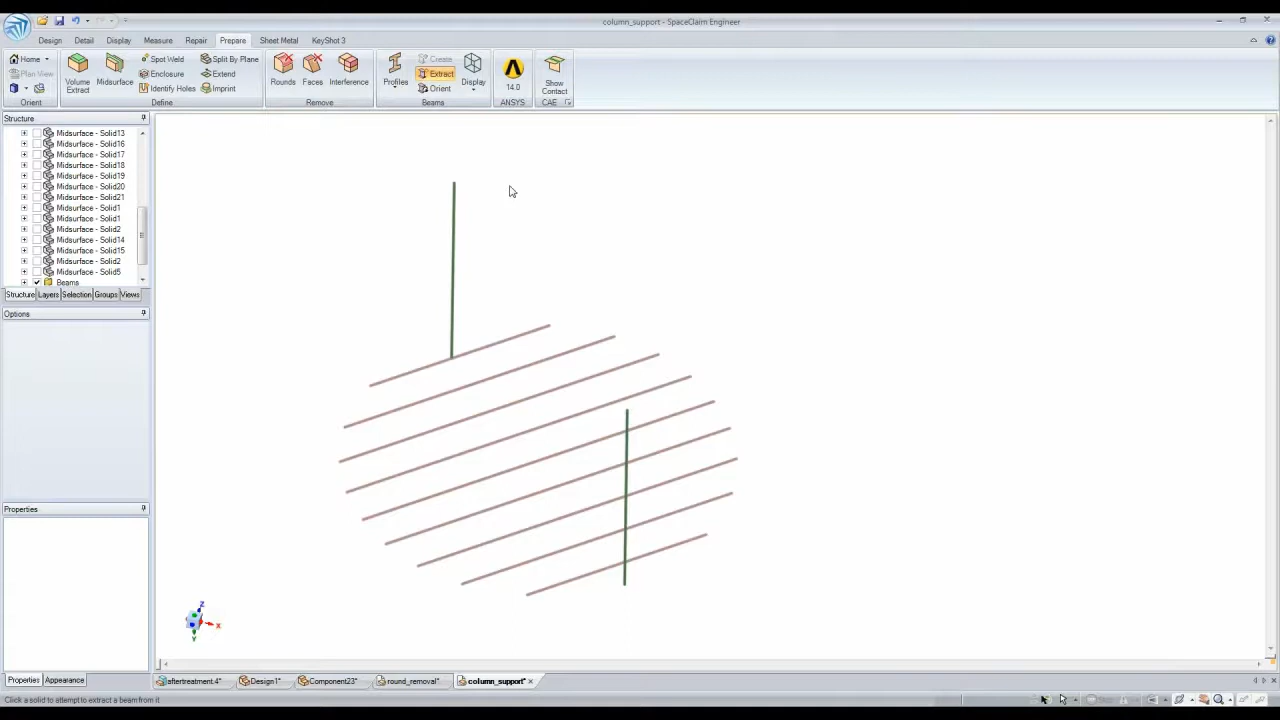 column_support - SpaceClaim Engineer
Design Detail Display Measure Repair Prepare Sheet Metal KeyShot 3
Home
Plan View
Orient
Volume Extract
Midsurface
Spot Weld
Enclosure
Identify Holes
Split By Plane
Extend
Imprint
Define
Rounds
Faces
Interference
Remove
Profiles
Create
Extract
Orient
Display
Beams
14.0
ANSYS
Show Contact
CAE
Structure
Midsurface - Solid13
Midsurface - Solid16
Midsurface - Solid17
Midsurface - Solid18
Midsurface - Solid19
Midsurface - Solid20
Midsurface - Solid21
Midsurface - Solid1
Midsurface - Solid1
Midsurface - Solid2
Midsurface - Solid14
Midsurface - Solid15
Midsurface - Solid2
Midsurface - Solid5
Beams
Structure Layers Selection Groups Views
Options
Properties
Z
X
Y
Properties Appearance
aftertreatment.4* Design1* Component23* round_removal* column_support*
Click a solid to attempt to extract a beam from it